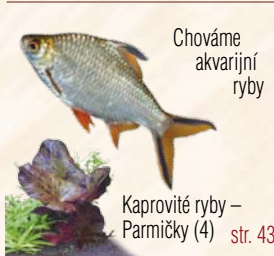 Chováme
akvarijní
ryby
Kaprovité ryby –
Parmičky (4) str. 43